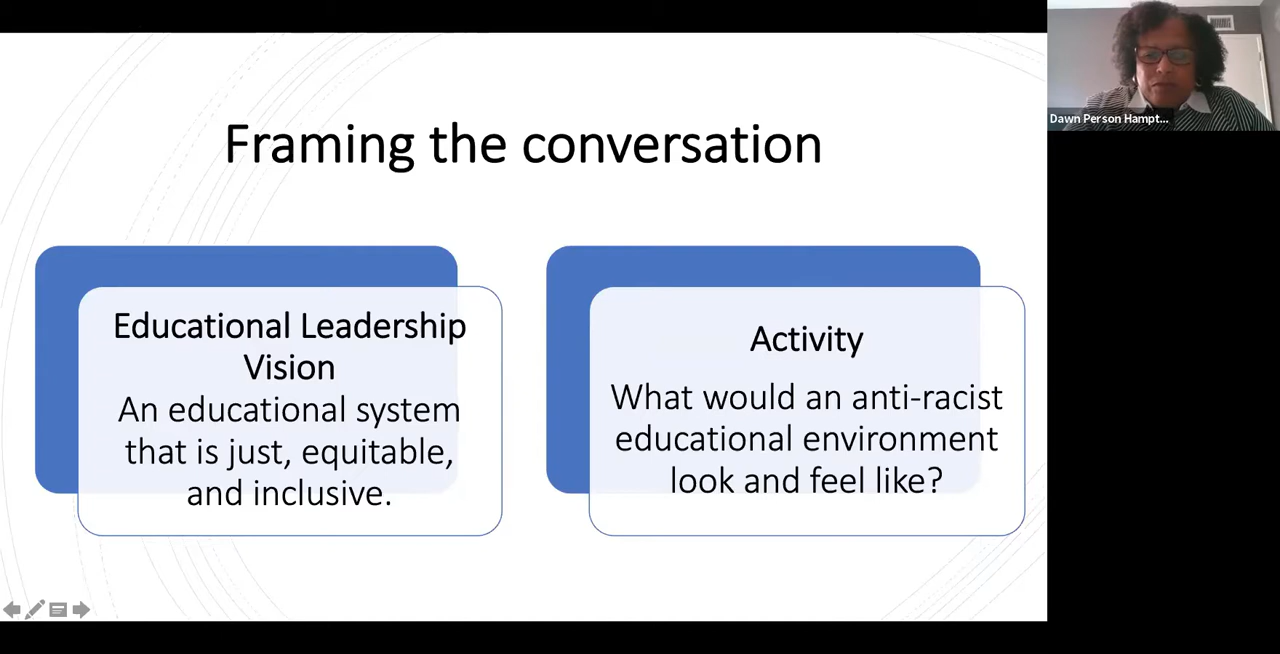 Framing the conversation
Educational Leadership
Vision
An educational system
that is just, equitable,
and inclusive.
Activity
What would an anti-racist
educational environment
look and feel like?
Dawn Person Hampt...